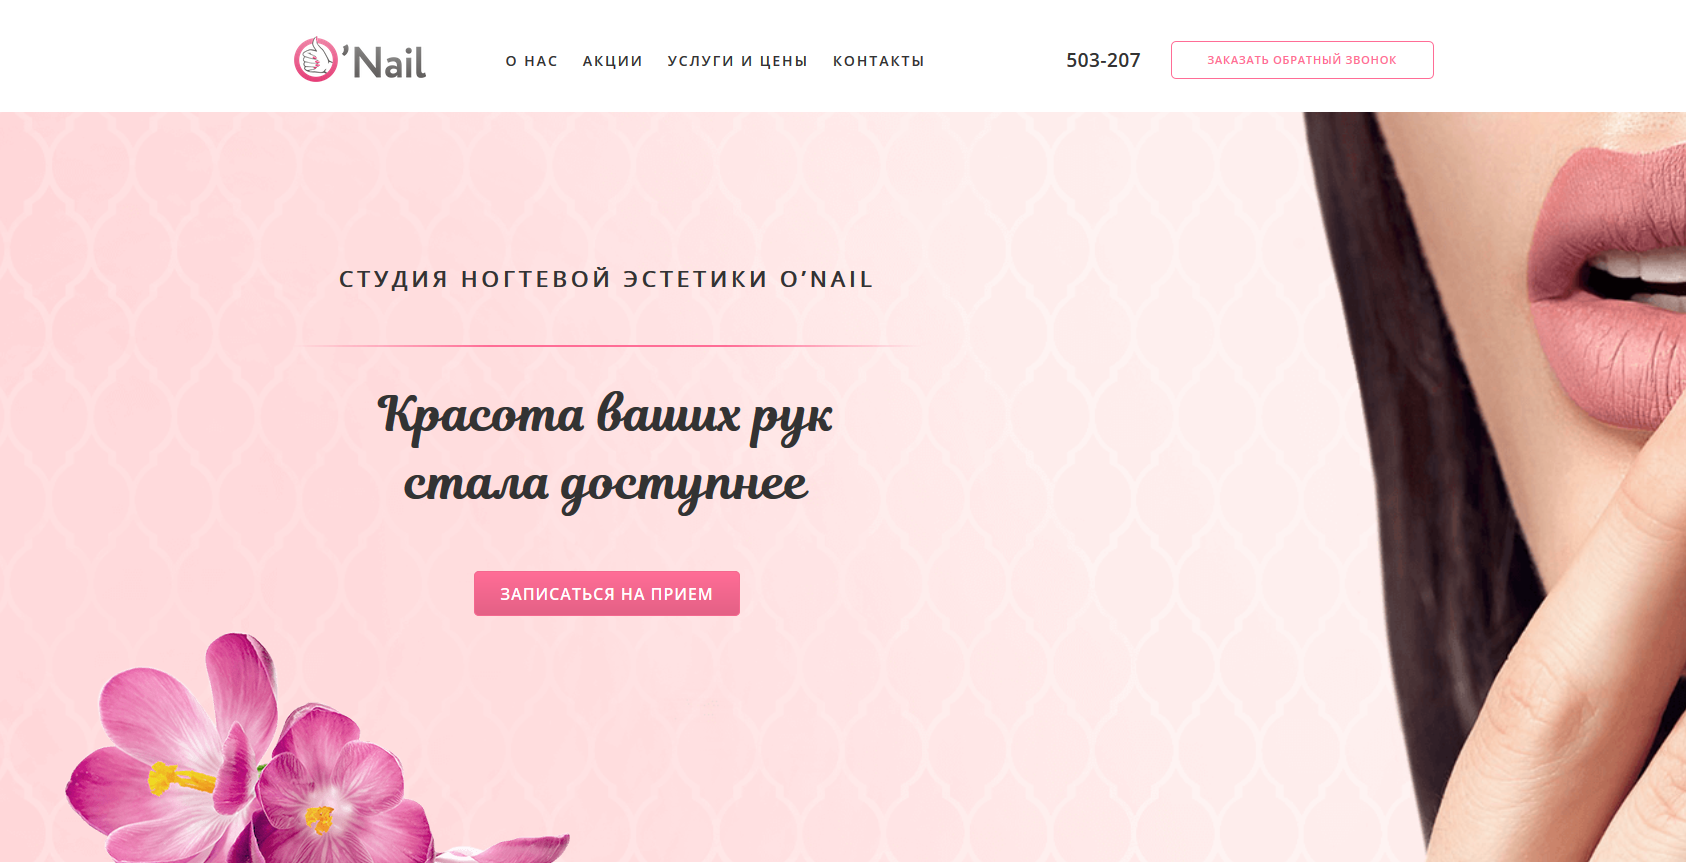 O’Nail
О НАС
АКЦИИ
УСЛУГИ И ЦЕНЫ
КОНТАКТЫ
503-207
ЗАКАЗАТЬ ОБРАТНЫЙ ЗВОНОК
СТУДИЯ НОГТЕВОЙ ЭСТЕТИКИ O’NAIL
Красота ваших рук
стала доступнее
ЗАПИСАТЬСЯ НА ПРИЕМ